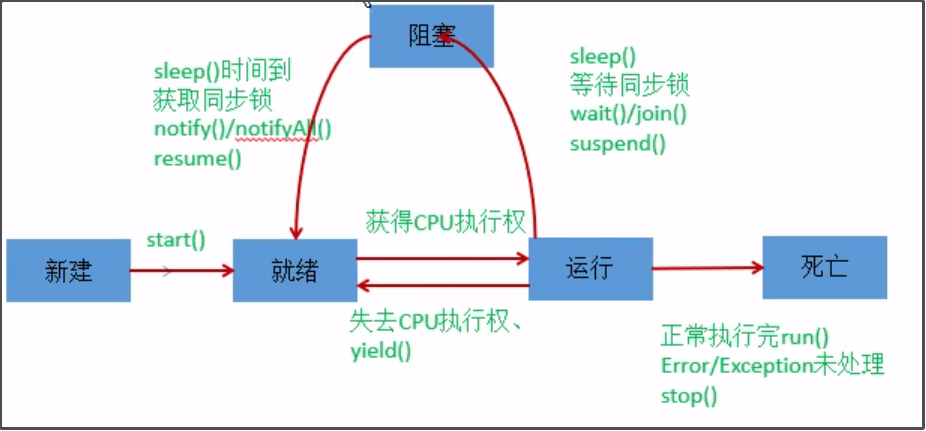 阻塞
sleep()时间到
获取同步锁
notify()/notifyAll()
resume()
sleep()
等待同步锁
wait()/join()
suspend()
start()
获得CPU执行权
新建
就绪
运行
死亡
失去CPU执行权、
yield()
正常执行完run()
Error/Exception未处理
stop()